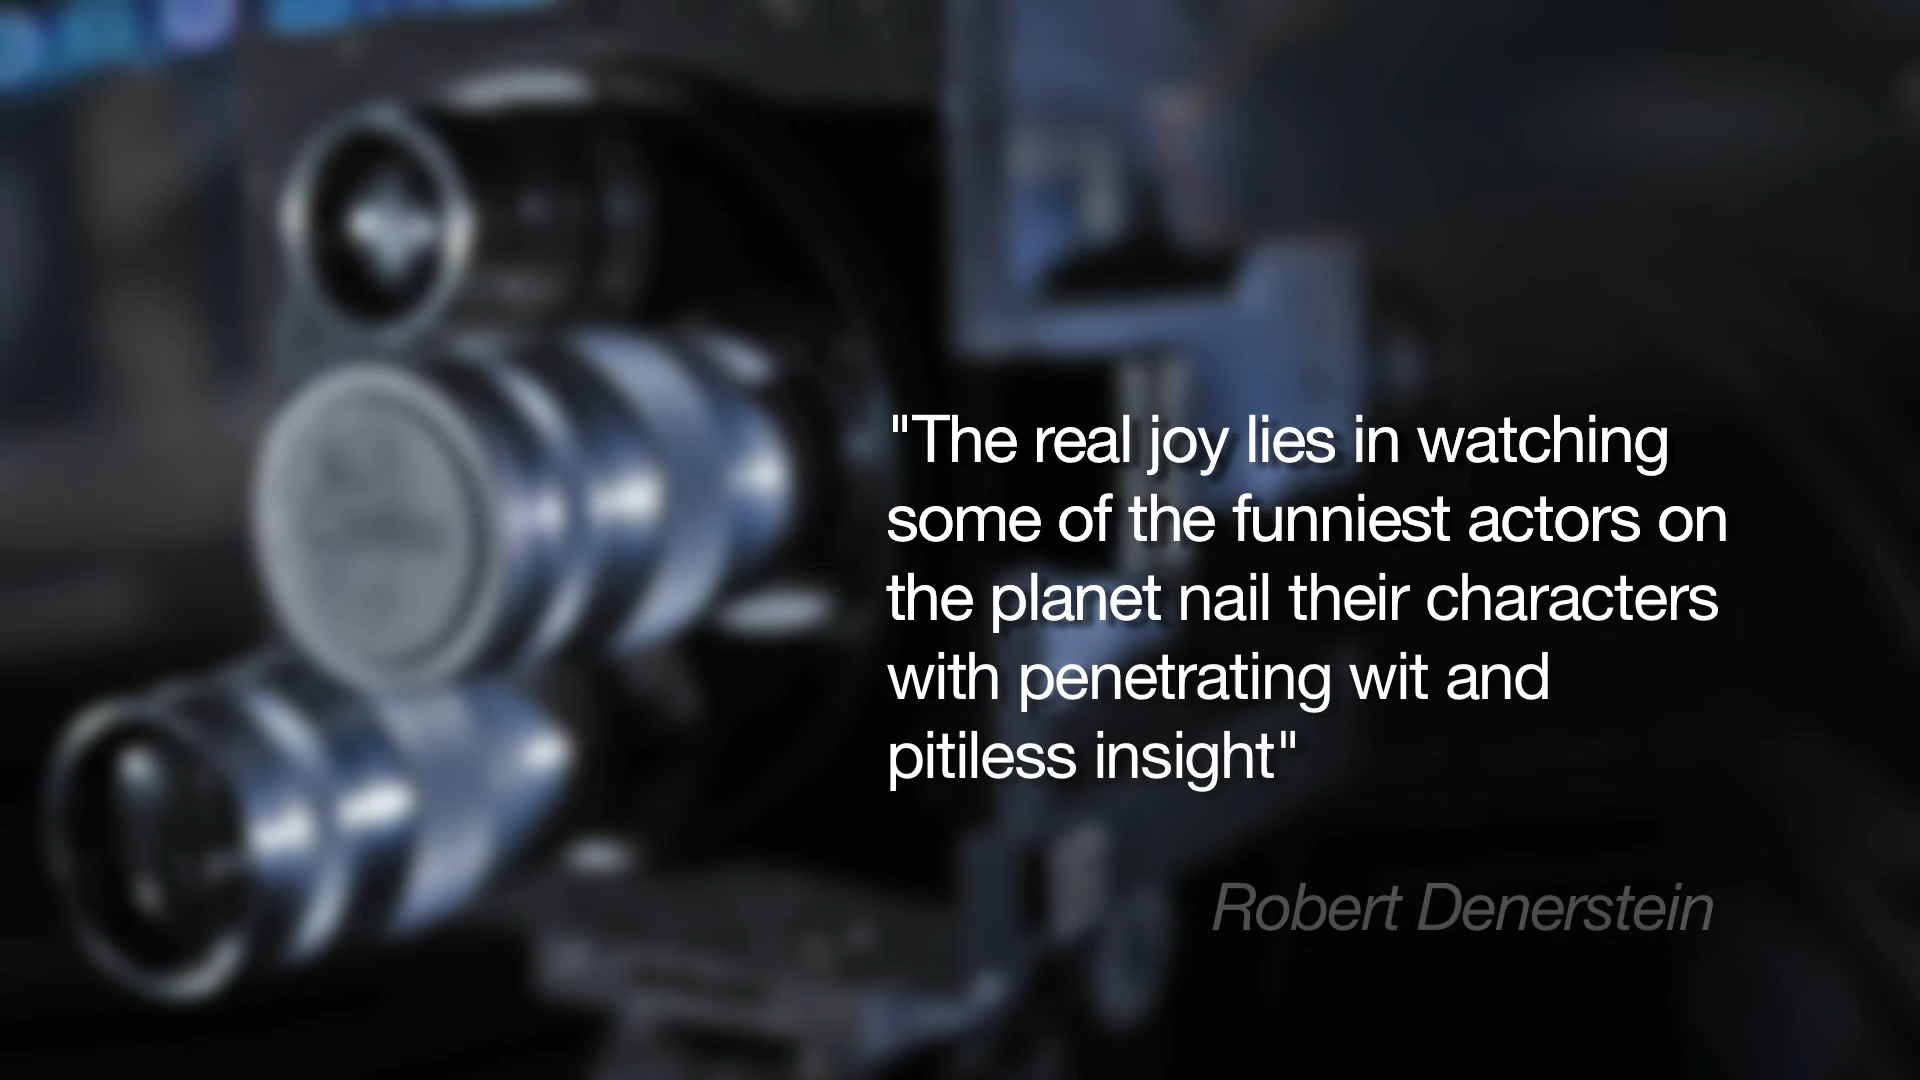 "The real joy lies in watching
some of the funniest actors on
the planet nail their characters
with penetrating wit and
pitiless insight"
Robert Denerstein